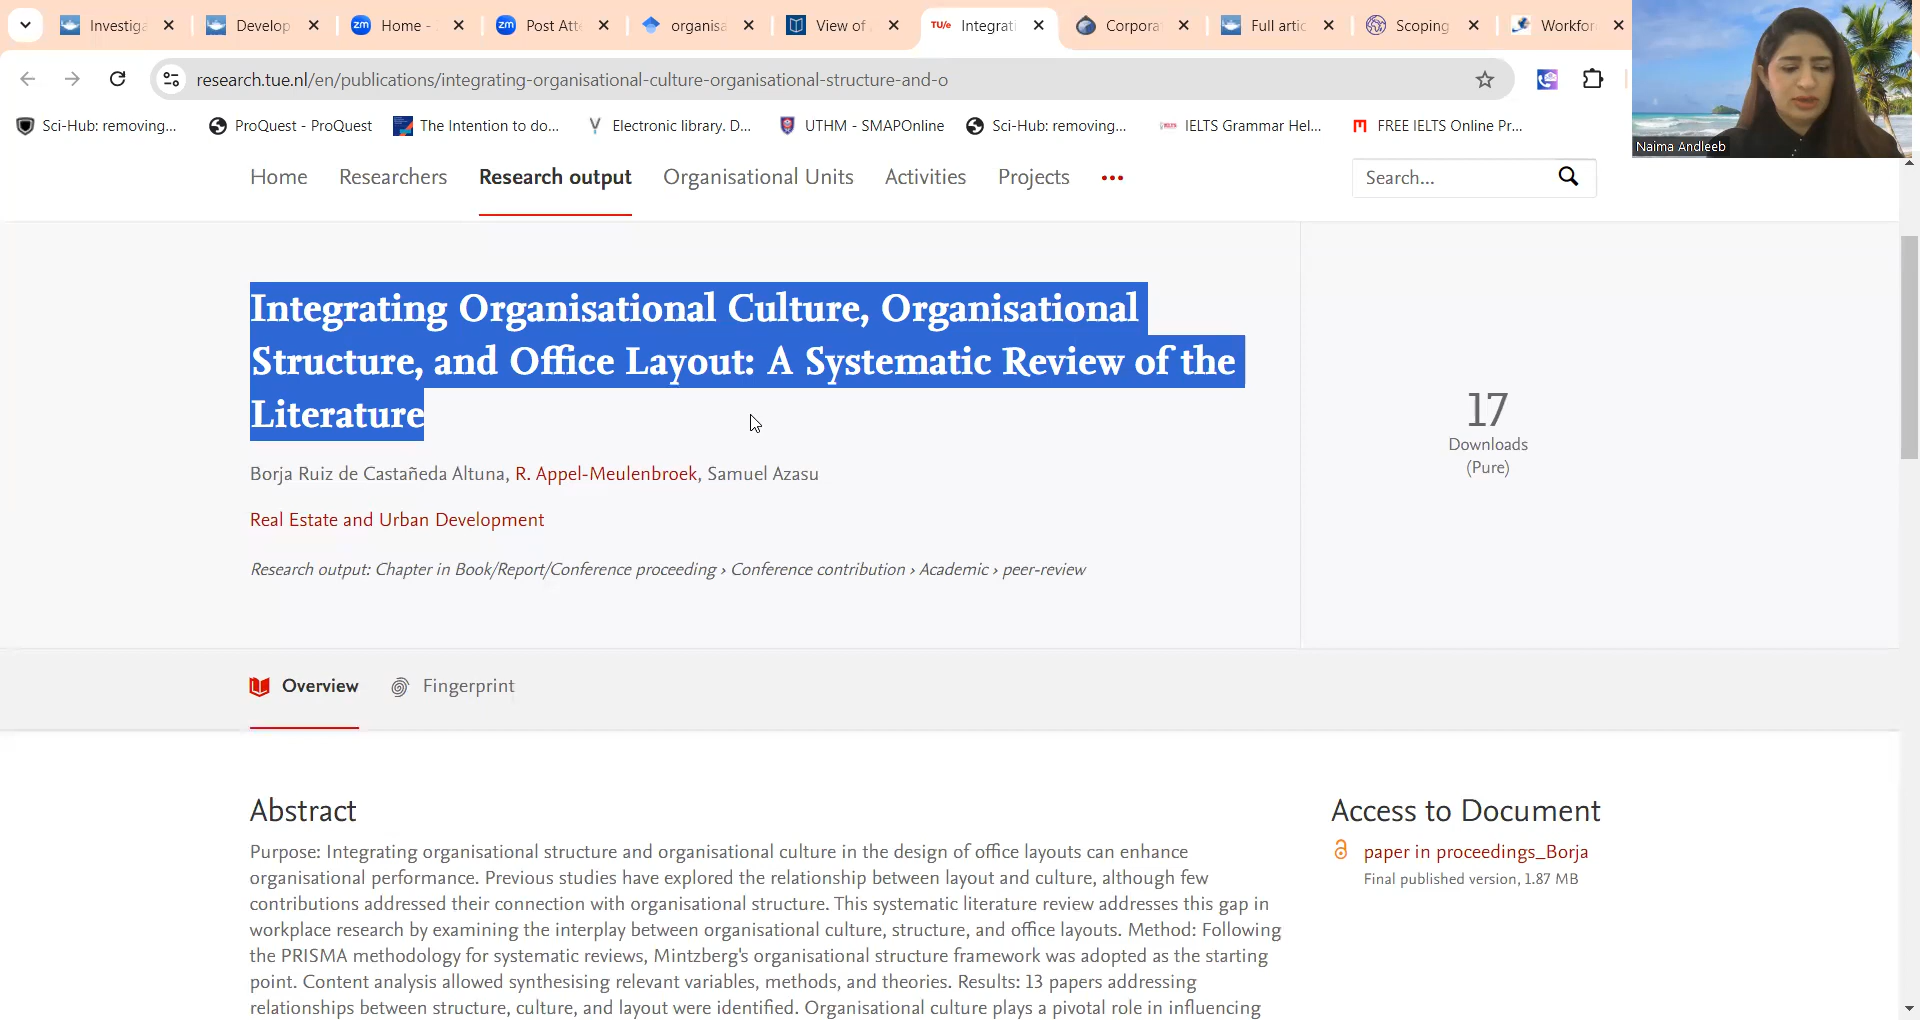 Investiga
Develop
Home -
Post Atte
organisa
View of
TU/e Integrati
Corpora
Full artic
Scoping
Workfor
research.tue.nl/en/publications/integrating-organisational-culture-organisational-structure-and-o
Sci-Hub: removing...
ProQuest - ProQuest
The Intention to do...
Electronic library. D...
UTHM - SMAPOnline
Sci-Hub: removing...
IELTS Grammar Hel...
FREE IELTS Online Pr...
Naima Andleeb
Home
Researchers
Research output
Organisational Units
Activities
Projects
Search...
Integrating Organisational Culture, Organisational
Structure, and Office Layout: A Systematic Review of the
Literature
Borja Ruiz de Castañeda Altuna, R. Appel-Meulenbroek, Samuel Azasu
Real Estate and Urban Development
Research output: Chapter in Book/Report/Conference proceeding › Conference contribution › Academic › peer-review
17
Downloads
(Pure)
Overview
Fingerprint
Abstract
Purpose: Integrating organisational structure and organisational culture in the design of office layouts can enhance
organisational performance. Previous studies have explored the relationship between layout and culture, although few
contributions addressed their connection with organisational structure. This systematic literature review addresses this gap in
workplace research by examining the interplay between organisational culture, structure, and office layouts. Method: Following
the PRISMA methodology for systematic reviews, Mintzberg's organisational structure framework was adopted as the starting
point. Content analysis allowed synthesising relevant variables, methods, and theories. Results: 13 papers addressing
relationships between structure, culture, and layout were identified. Organisational culture plays a pivotal role in influencing
Access to Document
paper in proceedings_Borja
Final published version, 1.87 MB